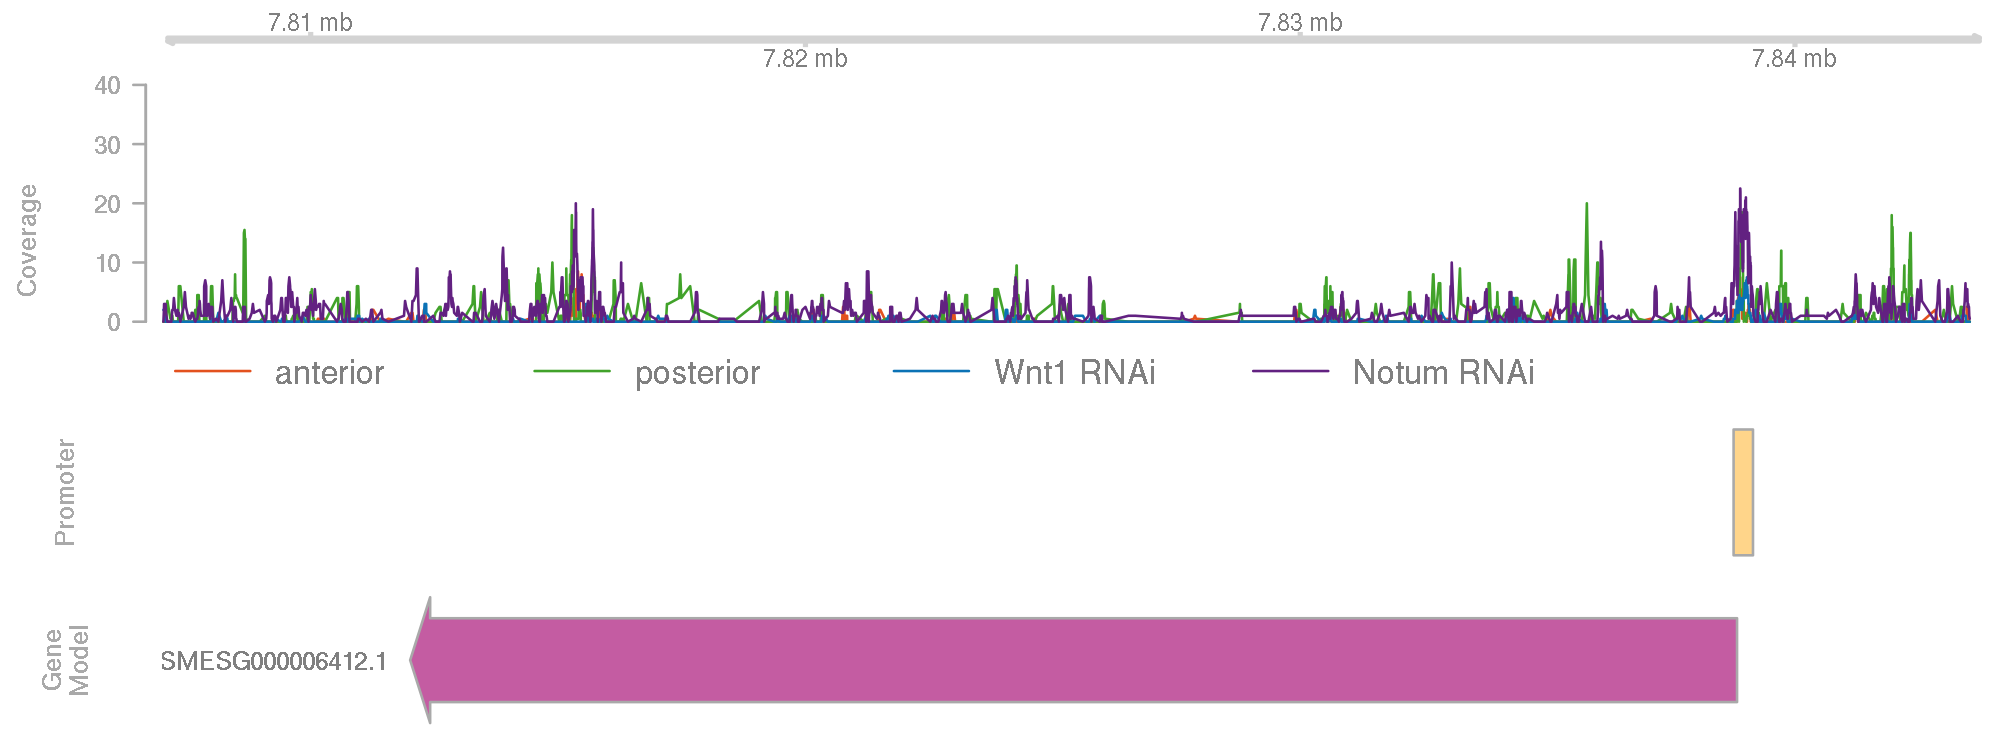 7.81 mb
7.83 mb
7.82 mb
7.84 mb
40
30
20
10
0
Coverage
anterior
posterior
Wnt1 RNAi
Notum RNAi
Promoter
Gene
Model
SMESG000006412.1